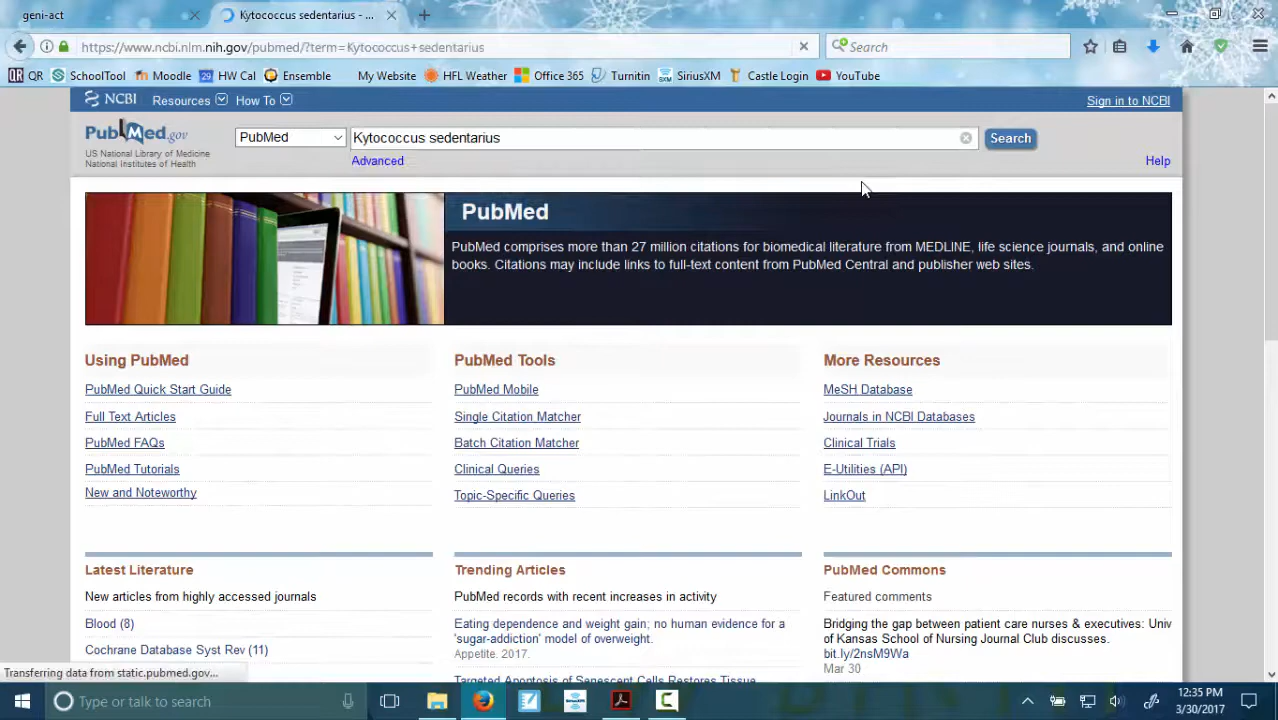 geni-act
Kytococcus sedentarius - ...
https://www.ncbi.nlm.nih.gov/pubmed/?term=Kytococcus+sedentarius
Search
QR QR SchoolTool Moodle 29 HW Cal Ensemble My Website HFL Weather Office 365 Turnitin SXM SiriusXM Castle Login YouTube
NCBI Resources How To Sign in to NCBI
PubMed.gov
US National Library of Medicine
National Institutes of Health
PubMed
Kytococcus sedentarius
Search
Advanced
Help
PubMed
PubMed comprises more than 27 million citations for biomedical literature from MEDLINE, life science journals, and online
books. Citations may include links to full-text content from PubMed Central and publisher web sites.
Using PubMed
PubMed Quick Start Guide
Full Text Articles
PubMed FAQs
PubMed Tutorials
New and Noteworthy
PubMed Tools
PubMed Mobile
Single Citation Matcher
Batch Citation Matcher
Clinical Queries
Topic-Specific Queries
More Resources
MeSH Database
Journals in NCBI Databases
Clinical Trials
E-Utilities (API)
LinkOut
Latest Literature
New articles from highly accessed journals
Blood (8)
Cochrane Database Syst Rev (11)
Trending Articles
PubMed records with recent increases in activity
Eating dependence and weight gain; no human evidence for a
'sugar-addiction' model of overweight.
Appetite. 2017.
Targeted Apoptosis of Senescent Cells Restores Tissue
PubMed Commons
Featured comments
Bridging the gap between patient care nurses & executives: Univ
of Kansas School of Nursing Journal Club discusses.
bit.ly/2nsM9Wa
Mar 30
Transferring data from static.pubmed.gov...
Type or talk to search
12:35 PM
3/30/2017